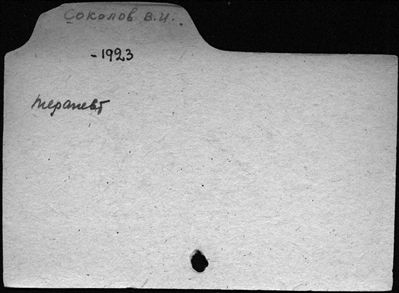 Соколов В.И.
-1923
терапевт